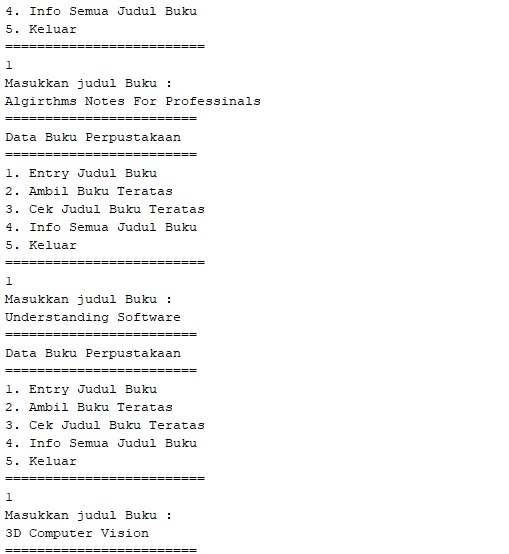 4. Info Semua Judul Buku
5. Keluar
=========================
1
Masukkan judul Buku :
Algirthms Notes For Professinals
========================
Data Buku Perpustakaan
========================
1. Entry Judul Buku
2. Ambil Buku Teratas
3. Cek Judul Buku Teratas
4. Info Semua Judul Buku
5. Keluar
=========================
1
Masukkan judul Buku :
Understanding Software
========================
Data Buku Perpustakaan
========================
1. Entry Judul Buku
2. Ambil Buku Teratas
3. Cek Judul Buku Teratas
4. Info Semua Judul Buku
5. Keluar
=========================
1
Masukkan judul Buku :
3D Computer Vision
========================